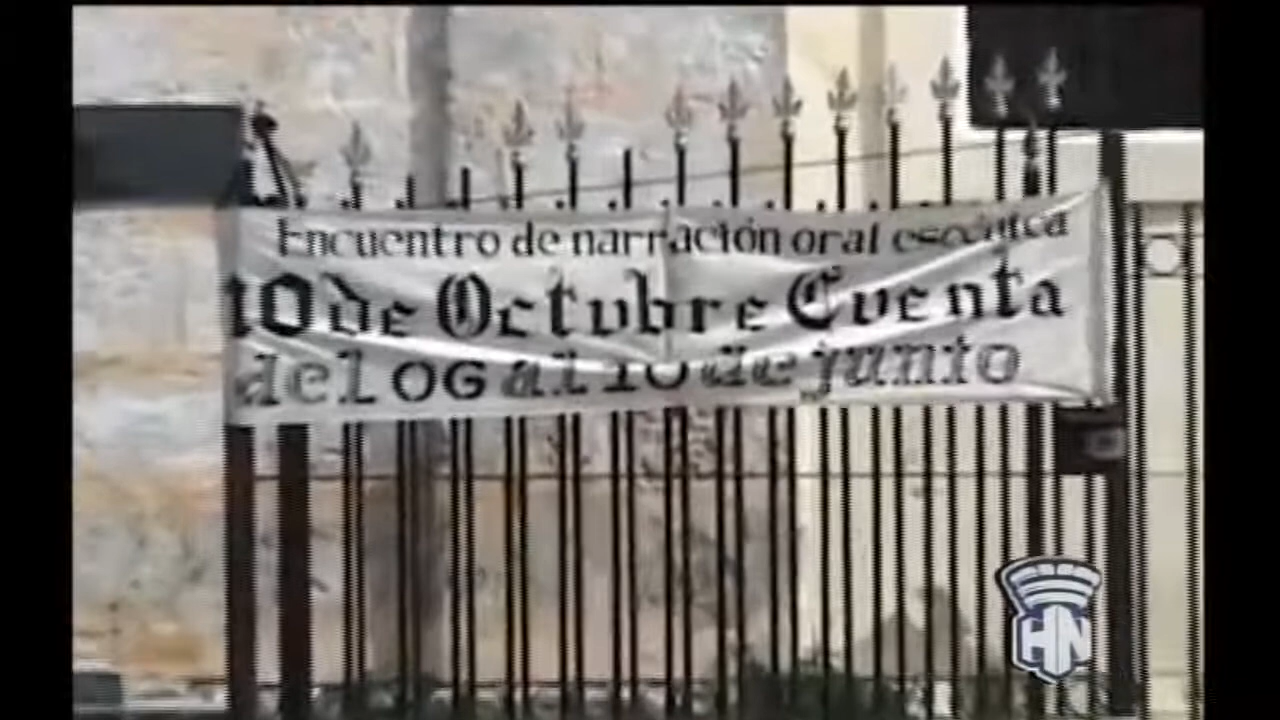 Encuentro de narración oral escénica
10 de Octubre Cuenta
del 06 al 10 de junio
HN